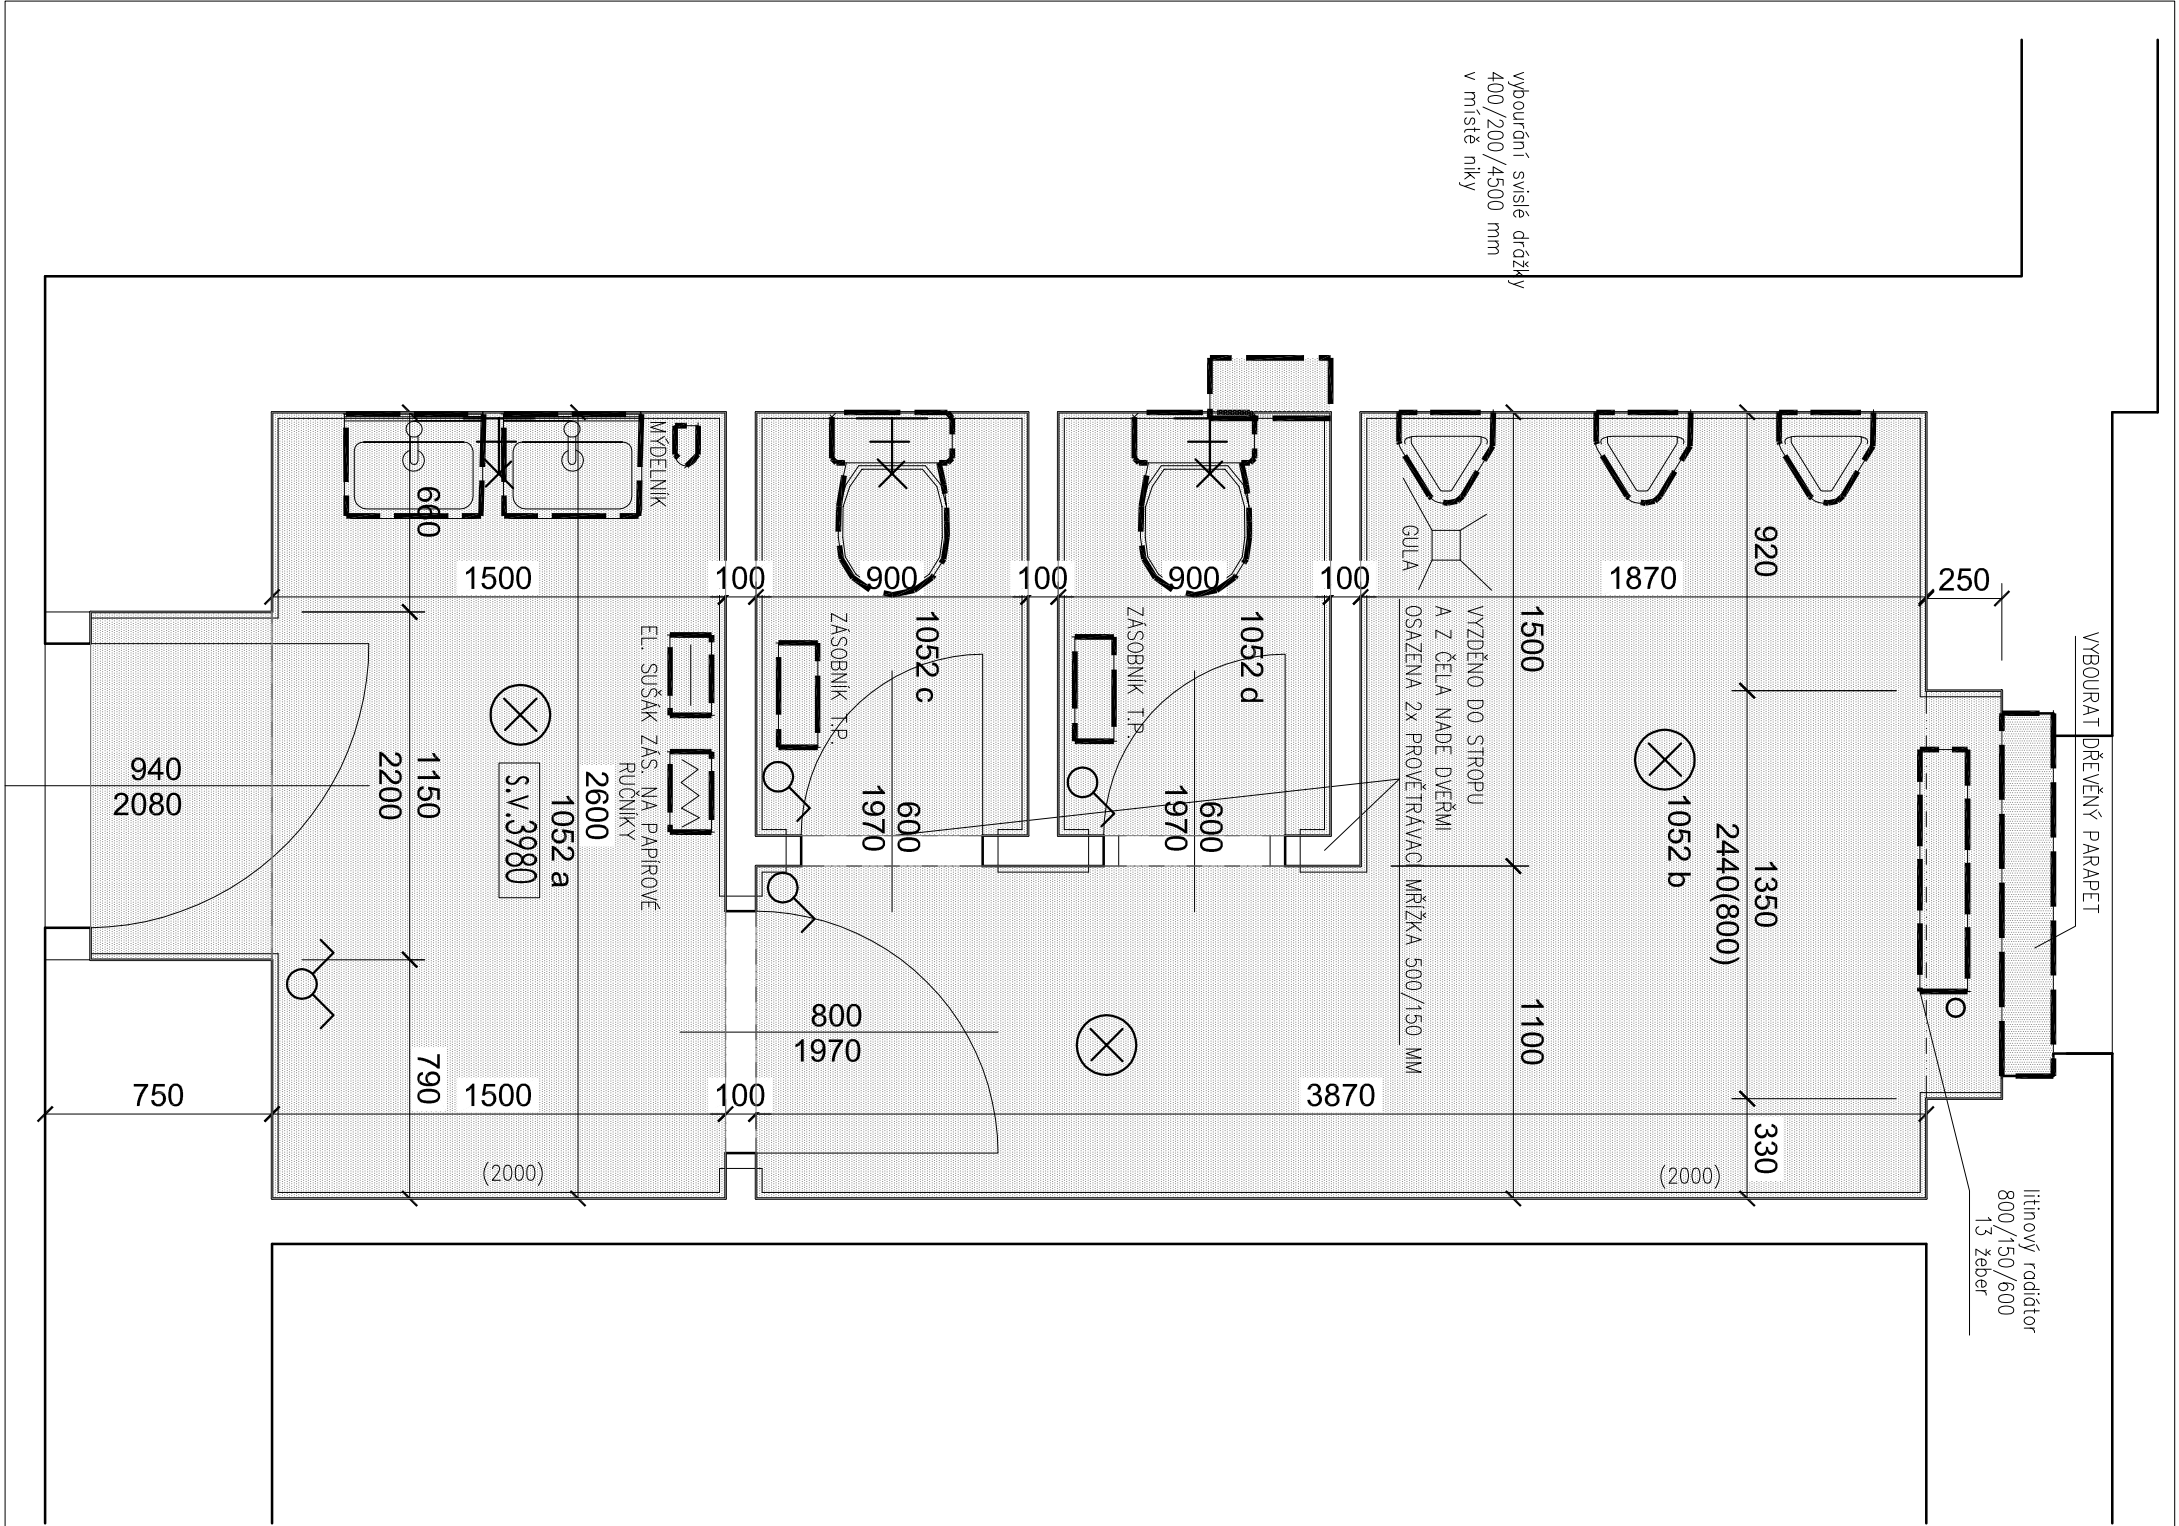 vybourání svislé drážky
400/200/4500 mm
v místě niky
MÝDELNÍK
660
1500
100
900
100
900
100
1870
920
250
GULA
1052 c
1052 d
ZÁSOBNÍK T.P.
ZÁSOBNÍK T.P.
1500
VYZDĚNO DO STROPU
A Z ČELA NADE DVEŘMI
OSAZENA 2x PROVĚTRÁVACÍ MŘÍŽKA 500/150 MM
VYBOURAT DŘEVĚNÝ PARAPET
EL. SUŠÁK
ZÁS. NA PAPÍROVÉ
RUČNÍKY
940
2080
1150
2200
S.V.3980
1052 a
2600
600
1970
600
1970
1052 b
1350
2440(800)
800
1970
1100
750
790
1500
100
3870
330
(2000)
(2000)
litinový radiátor
800/150/600
13 žeber